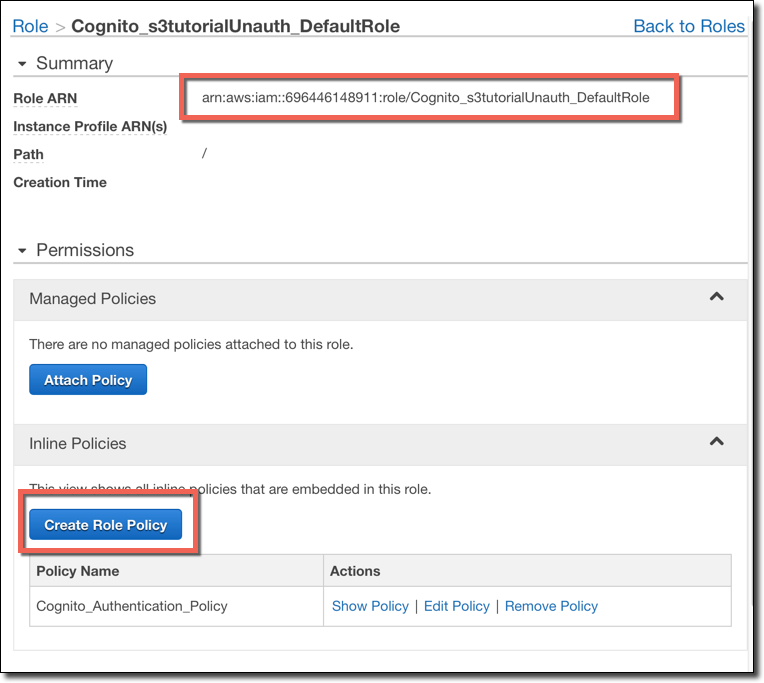 Role > Cognito_s3tutorialUnauth_DefaultRole Back to Roles
Summary
Role ARN arn:aws:iam::696446148911:role/Cognito_s3tutorialUnauth_DefaultRole
Instance Profile ARN(s)
Path /
Creation Time
Permissions
Managed Policies
There are no managed policies attached to this role.
Attach Policy
Inline Policies
This view shows all inline policies that are embedded in this role.
Create Role Policy
Policy Name Actions
Cognito_Authentication_Policy Show Policy | Edit Policy | Remove Policy